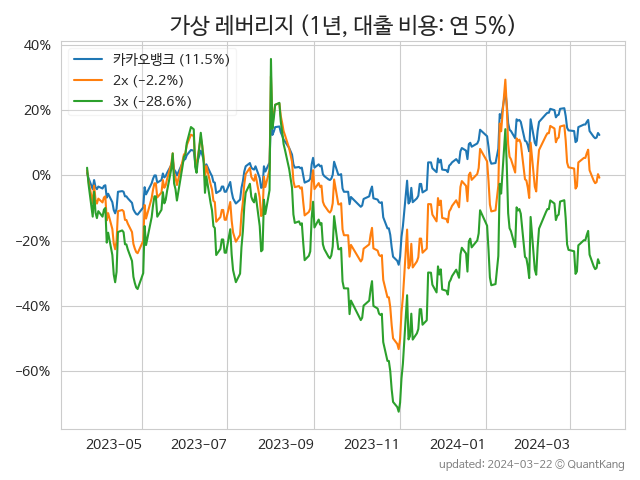 가상 레버리지 (1년, 대출 비용: 연 5%)
카카오뱅크 (11.5%)
2x (−2.2%)
3x (−28.6%)
40%
20%
0%
−20%
−40%
−60%
2023-05 2023-07 2023-09 2023-11 2024-01 2024-03
updated: 2024-03-22 ⓒ QuantKang